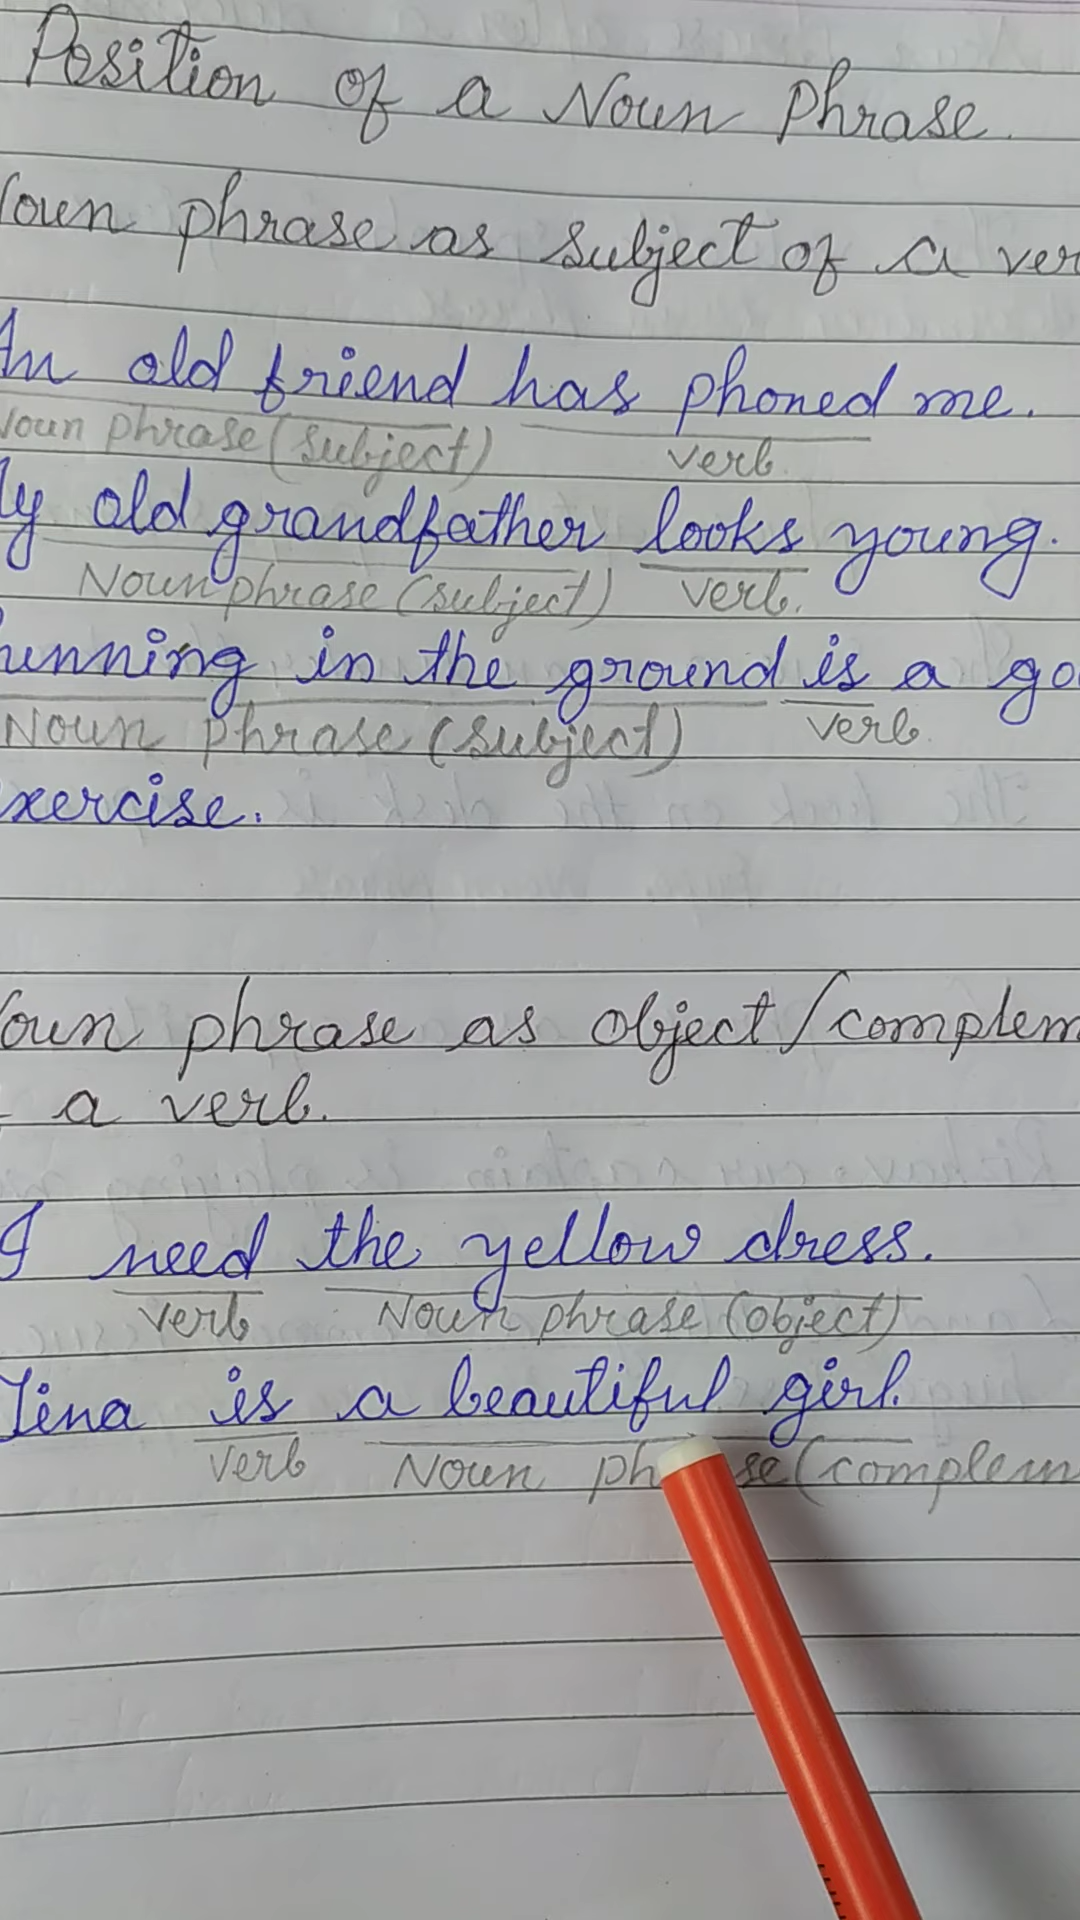 Position of a Noun Phrase.
oun phrase as subject of a ver
An old friend has phoned me.
Noun phrase (subject) verb
y old grandfather looks young.
Noun phrase (subject) verb.
unning in the ground is a go
Noun phrase (subject) verb
xercise.
oun phrase as object/complem
a verb.
I need the yellow dress.
verb Noun phrase (object)
Tina is a beautiful girl.
verb Noun ph se (complem